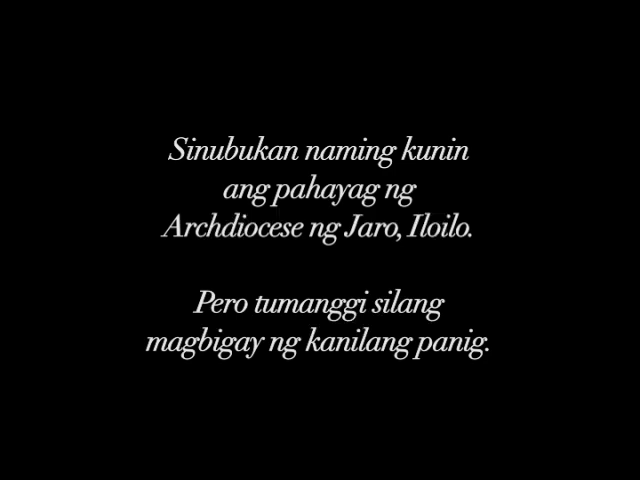 Sinubukan naming kunin
ang pahayag ng
Archdiocese ng Jaro, Iloilo.
Pero tumanggi silang
magbigay ng kanilang panig.